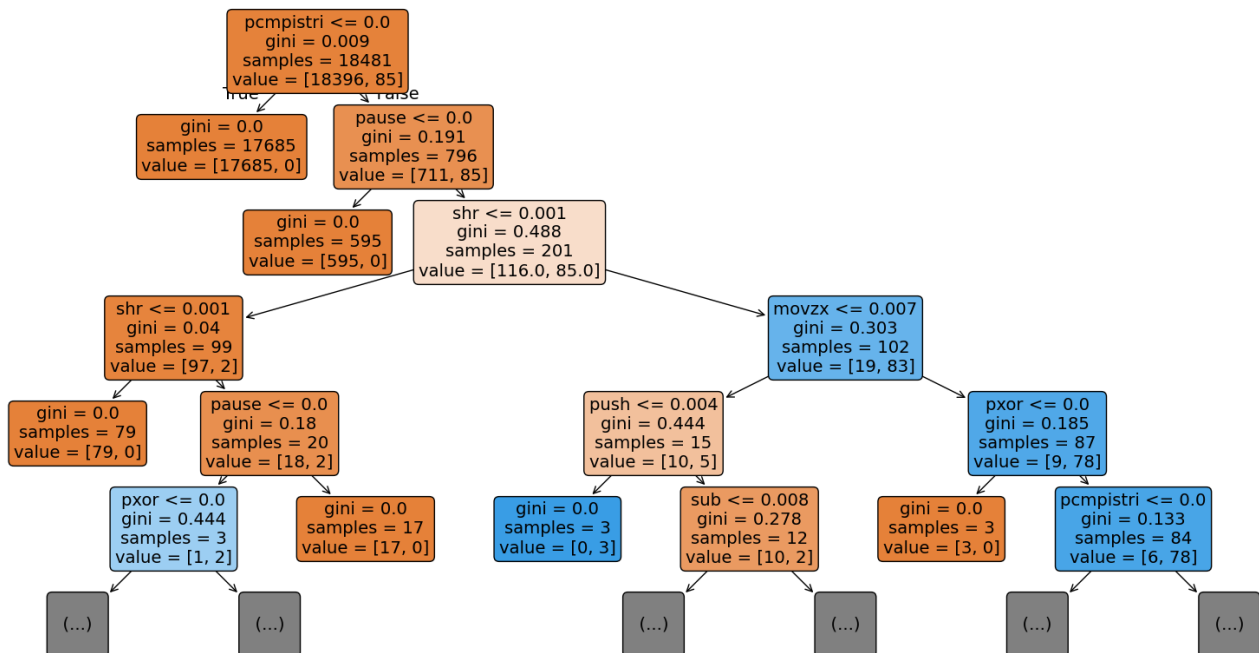 pcmpistri <= 0.0
gini = 0.009
samples = 18481
value = [18396, 85]
True
False
gini = 0.0
samples = 17685
value = [17685, 0]
pause <= 0.0
gini = 0.191
samples = 796
value = [711, 85]
gini = 0.0
samples = 595
value = [595, 0]
shr <= 0.001
gini = 0.488
samples = 201
value = [116.0, 85.0]
shr <= 0.001
gini = 0.04
samples = 99
value = [97, 2]
movzx <= 0.007
gini = 0.303
samples = 102
value = [19, 83]
gini = 0.0
samples = 79
value = [79, 0]
pause <= 0.0
gini = 0.18
samples = 20
value = [18, 2]
push <= 0.004
gini = 0.444
samples = 15
value = [10, 5]
pxor <= 0.0
gini = 0.185
samples = 87
value = [9, 78]
pxor <= 0.0
gini = 0.444
samples = 3
value = [1, 2]
gini = 0.0
samples = 17
value = [17, 0]
gini = 0.0
samples = 3
value = [0, 3]
sub <= 0.008
gini = 0.278
samples = 12
value = [10, 2]
gini = 0.0
samples = 3
value = [3, 0]
pcmpistri <= 0.0
gini = 0.133
samples = 84
value = [6, 78]
(...)
(...)
(...)
(...)
(...)
(...)